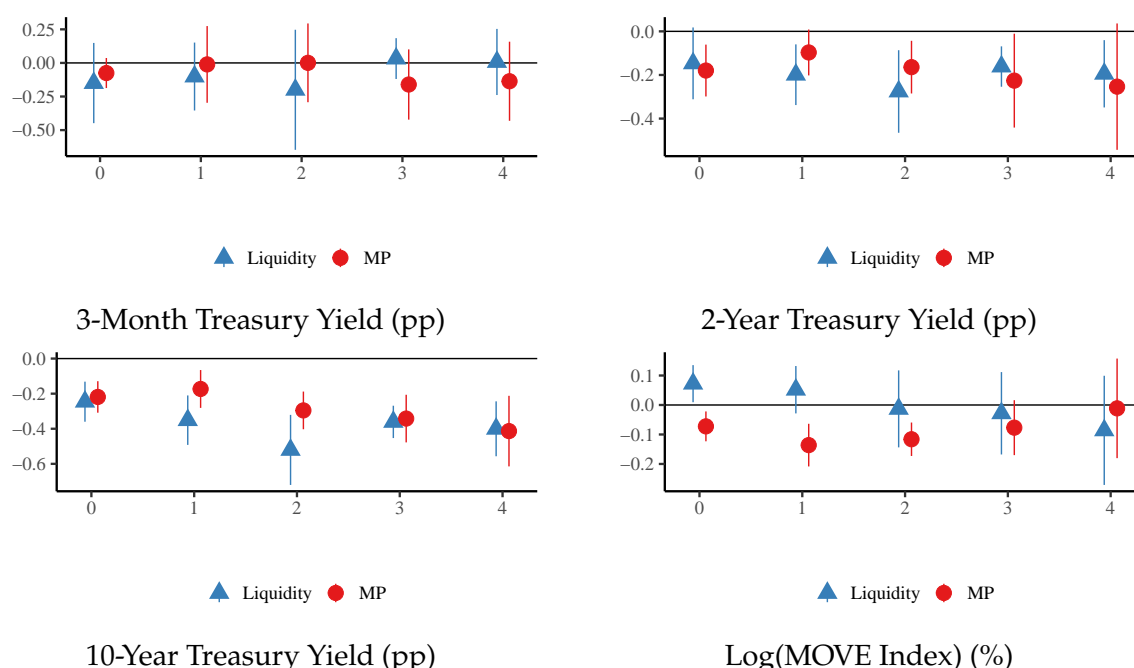 0.25
0.00
−0.25
−0.50
0 1 2 3 4
Liquidity MP
3-Month Treasury Yield (pp)
0.0
−0.2
−0.4
0 1 2 3 4
Liquidity MP
2-Year Treasury Yield (pp)
0.0
−0.2
−0.4
−0.6
0 1 2 3 4
Liquidity MP
10-Year Treasury Yield (pp)
0.1
0.0
−0.1
−0.2
0 1 2 3 4
Liquidity MP
Log(MOVE Index) (%)